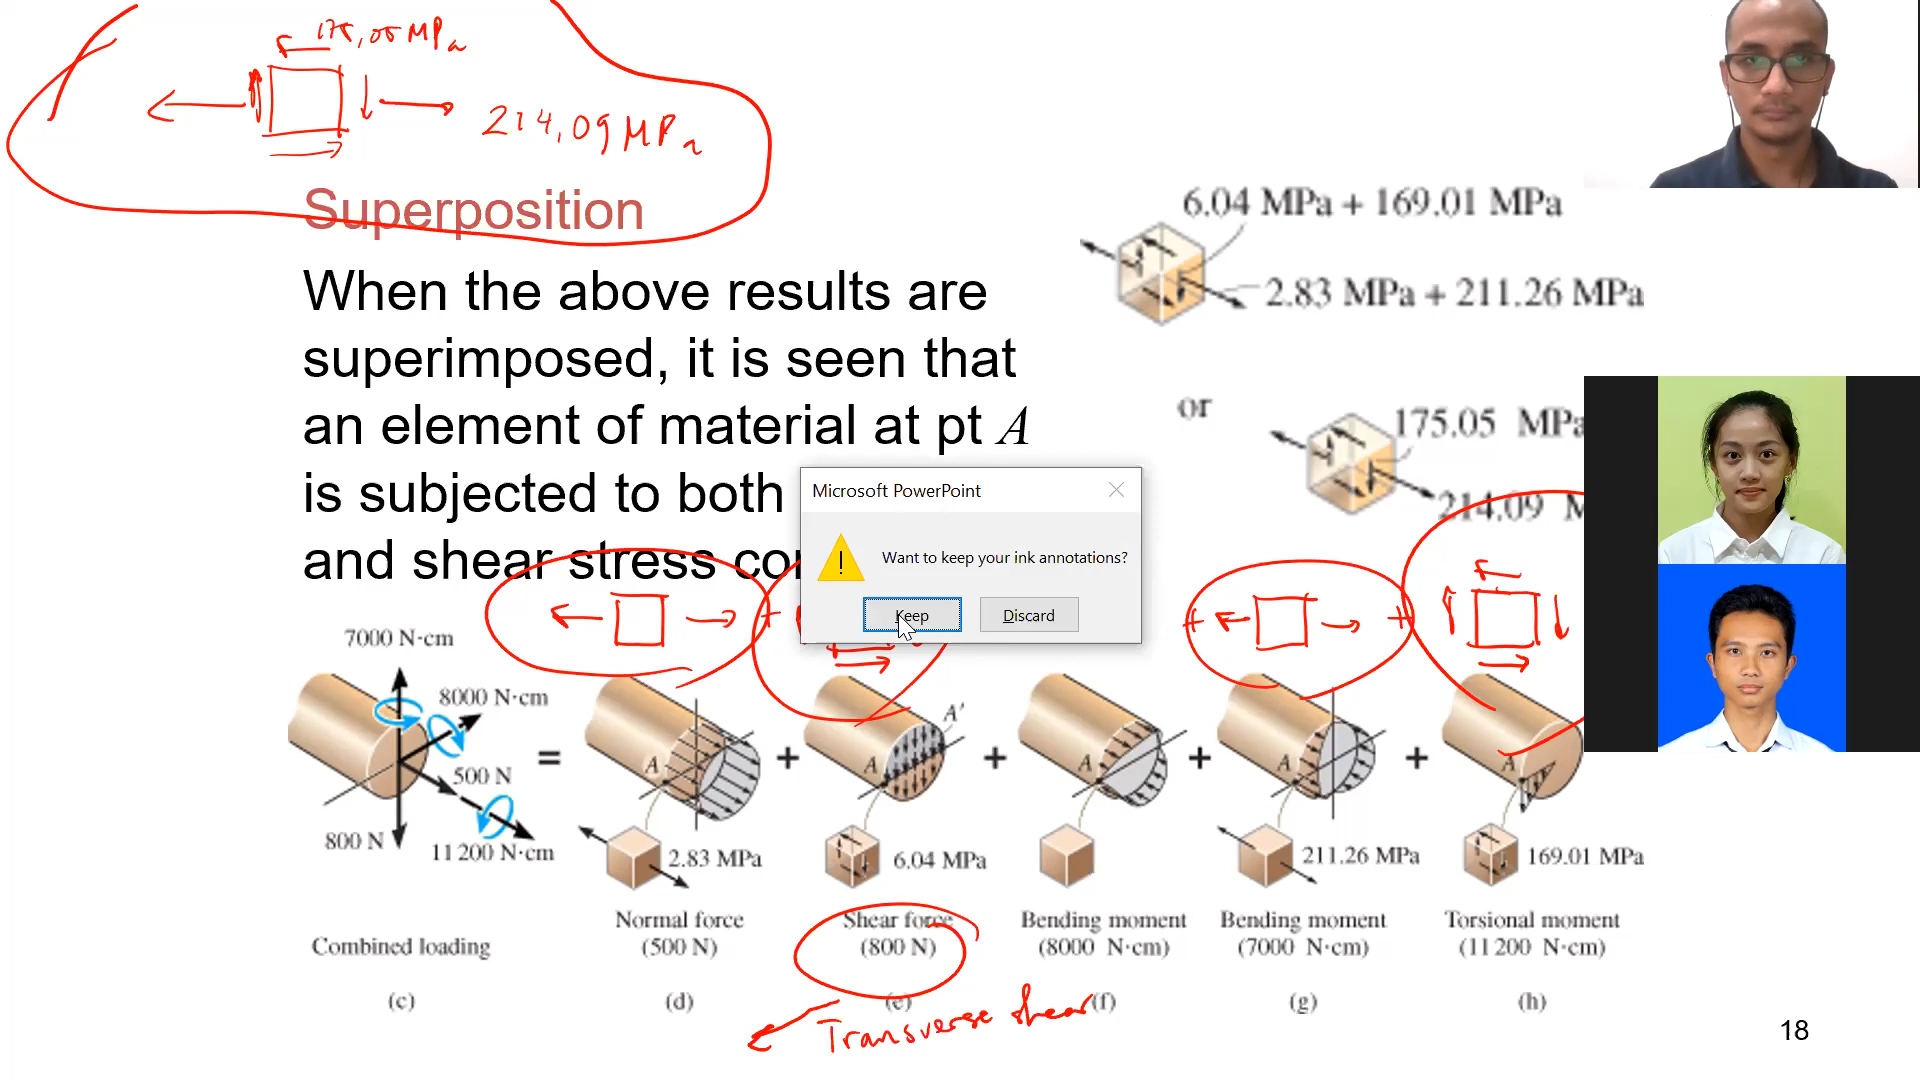 175,05 MPa
214,09 MPa
Superposition
6.04 MPa + 169.01 MPa
2.83 MPa + 211.26 MPa
When the above results are
superimposed, it is seen that
an element of material at pt A
is subjected to both
and shear stress
or
175.05 MPa
214.09
Microsoft PowerPoint
Want to keep your ink annotations?
Keep
Discard
+
+
+
7000 N·cm
8000 N·cm
500 N
800 N
11 200 N·cm
=
A
+
A
A'
+
A
+
A
+
A
2.83 MPa
6.04 MPa
211.26 MPa
169.01 MPa
Combined loading
Normal force
(500 N)
Shear force
(800 N)
Bending moment
(8000 N·cm)
Bending moment
(7000 N·cm)
Torsional moment
(11 200 N·cm)
(c)
(d)
(e)
(f)
(g)
(h)
Transverse shear
18